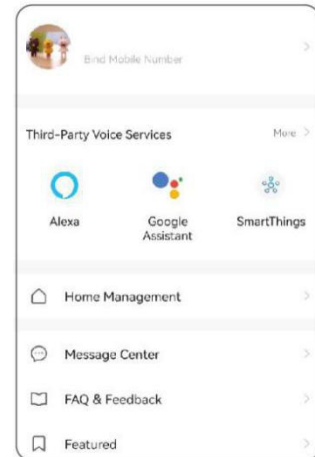 Bind Mobile Number
Third-Party Voice Services More
Alexa
Google
Assistant
SmartThings
Home Management
Message Center
FAQ & Feedback
Featured